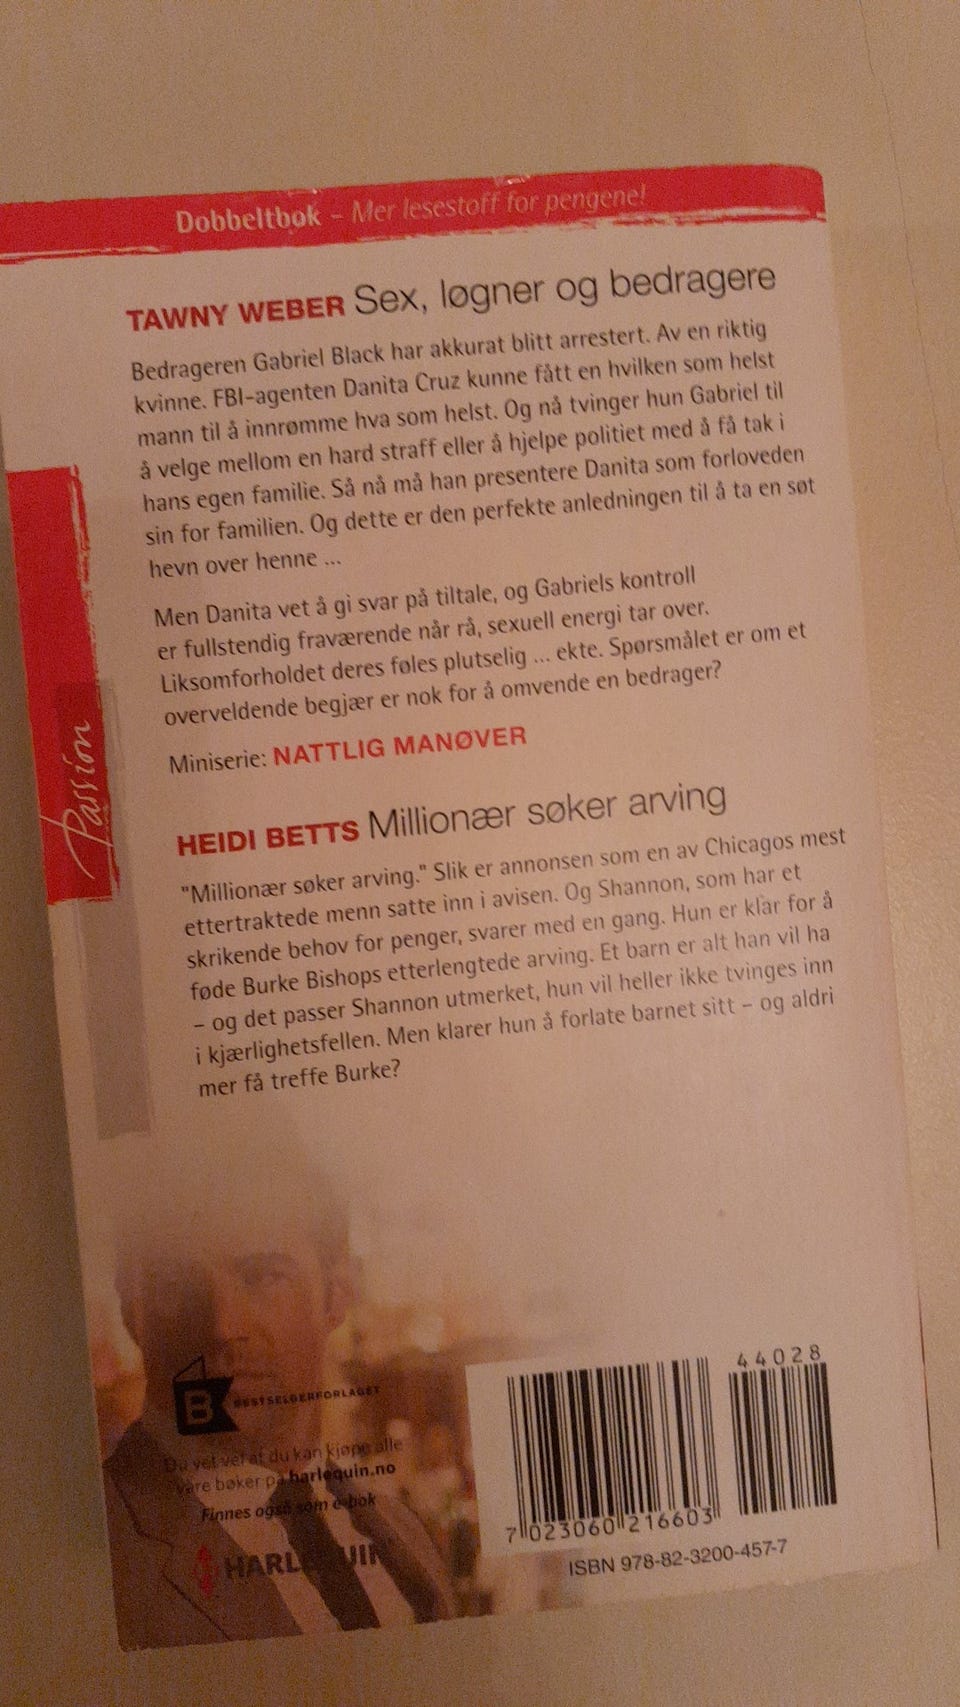 Dobbeltbok – Mer lesestoff for pengene!
TAWNY WEBER Sex, løgner og bedragere
Bedrageren Gabriel Black har akkurat blitt arrestert. Av en riktig
kvinne. FBI-agenten Danita Cruz kunne fått en hvilken som helst
mann til å innrømme hva som helst. Og nå tvinger hun Gabriel til
å velge mellom en hard straff eller å hjelpe politiet med å få tak i
hans egen familie. Så nå må han presentere Danita som forloveden
sin for familien. Og dette er den perfekte anledningen til å ta en søt
hevn over henne ...
Men Danita vet å gi svar på tiltale, og Gabriels kontroll
er fullstendig fraværende når rå, sexuell energi tar over.
Liksomforholdet deres føles plutselig ... ekte. Spørsmålet er om et
overveldende begjær er nok for å omvende en bedrager?
Miniserie: NATTLIG MANØVER
Passion
HEIDI BETTS Millionær søker arving
"Millionær søker arving." Slik er annonsen som en av Chicagos mest
ettertraktede menn satte inn i avisen. Og Shannon, som har et
skrikende behov for penger, svarer med en gang. Hun er klar for å
føde Burke Bishops etterlengtede arving. Et barn er alt han vil ha
– og det passer Shannon utmerket, hun vil heller ikke tvinges inn
i kjærlighetsfellen. Men klarer hun å forlate barnet sitt – og aldri
mer få treffe Burke?
B BESTSELGERFORLAGET
Du vet vel at du kan kjøpe alle
våre bøker på harlequin.no
Finnes også som e-bok
HARLEQUIN
44028
7 023060 216603
ISBN 978-82-3200-457-7